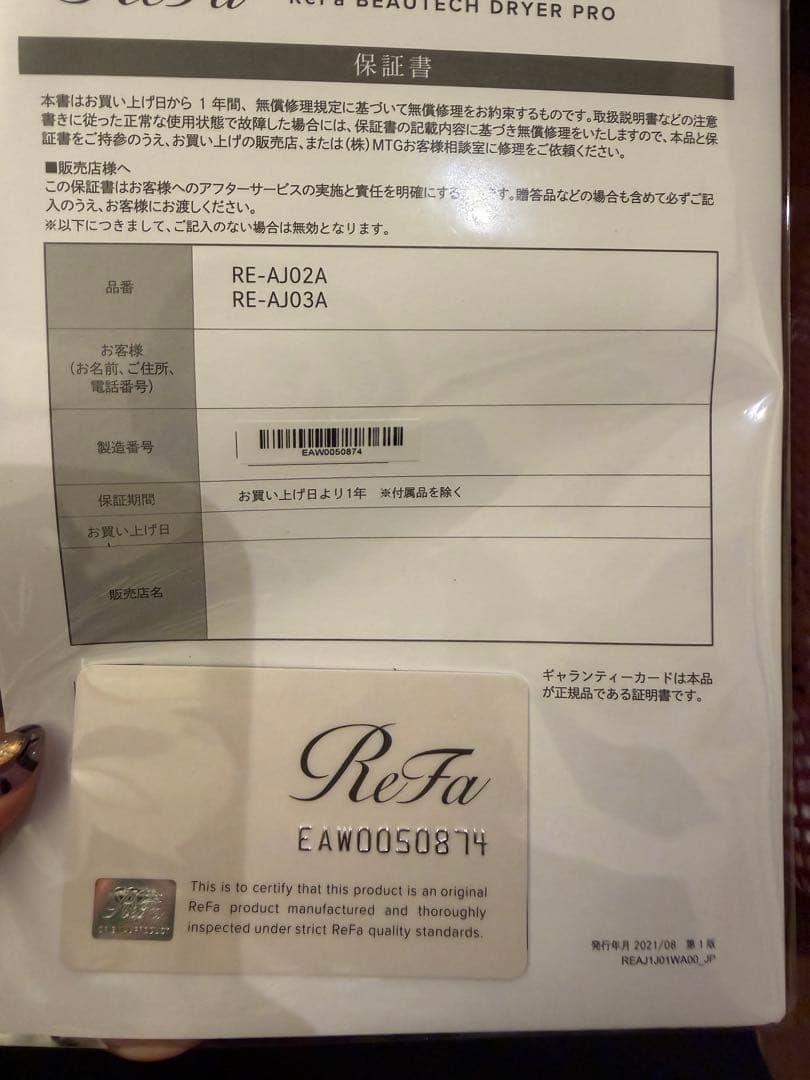 ReFa
ReFa BEAUTECH DRYER PRO
保証書
本書はお買い上げ日から 1 年間、無償修理規定に基づいて無償修理をお約束するものです。取扱説明書などの注意
書きに従った正常な使用状態で故障した場合には、保証書の記載内容に基づき無償修理をいたしますので、本品と保
証書をご持参のうえ、お買い上げの販売店、または(株)MTGお客様相談室に修理をご依頼ください。
■販売店様へ
この保証書はお客様へのアフターサービスの実施と責任を明確にする です。贈答品などの場合も含めて必ずご記
入のうえ、お客様にお渡しください。
※以下につきまして、ご記入のない場合は無効となります。
品番
RE-AJ02A
RE-AJ03A
お客様
(お名前、ご住所、
電話番号)
製造番号
EAW0050874
保証期間
お買い上げ日より1年 ※付属品を除く
お買い上げ日
販売店名
ギャランティーカードは本品
が正規品である証明書です。
ReFa
EAW0050874
This is to certify that this product is an original
ReFa product manufactured and thoroughly
inspected under strict ReFa quality standards.
ReFa
ORIGINAL PRODUCT
発行年月 2021/08 第1版
REAJ1J01WA00_JP